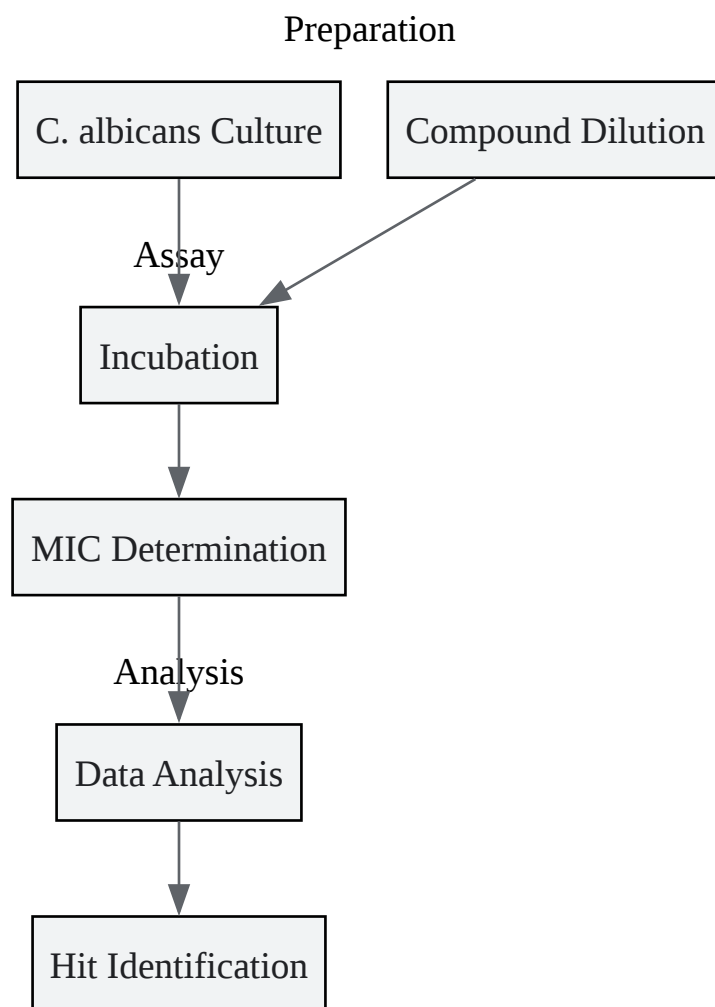 Preparation
C. albicans Culture
Compound Dilution
Assay
Incubation
MIC Determination
Analysis
Data Analysis
Hit Identification